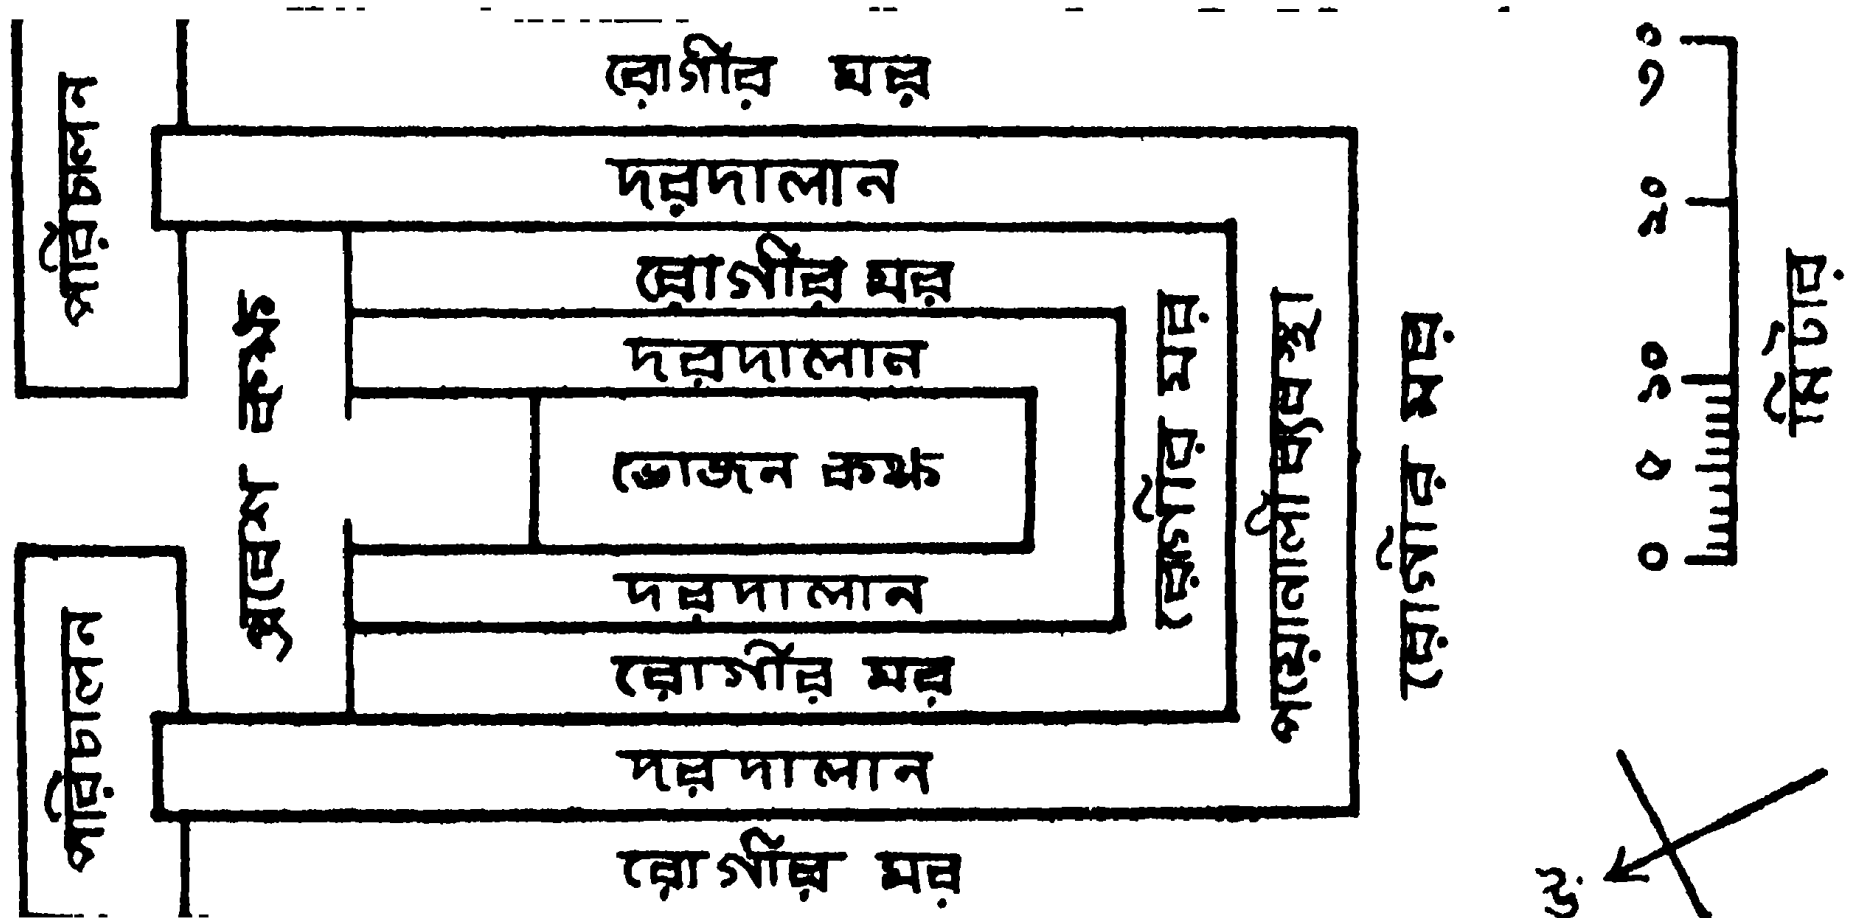 রোগীর ঘর
দরদালান
রোগীর ঘর
দরদালান
ভোজন কক্ষ
দরদালান
রোগীর ঘর
দরদালান
রোগীর ঘর
পরিচালন
পরিচালন
প্রবেশ কক্ষ
রোগীর ঘর
পয়োনালী ব্যবস্থা
রোগীর ঘর
০
৫
১০
২০
৩০
মিটার
উ.